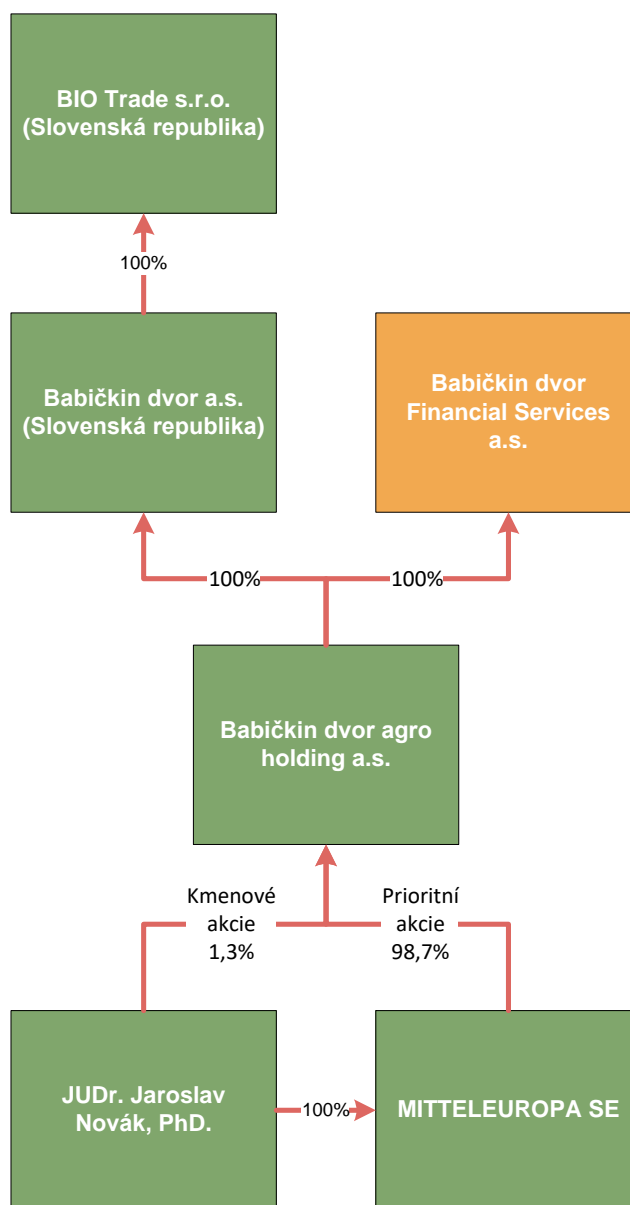 BIO Trade s.r.o.
(Slovenská republika)
100%
Babičkin dvor a.s.
(Slovenská republika)
Babičkin dvor
Financial Services
a.s.
100%
100%
Babičkin dvor agro
holding a.s.
Kmenové
akcie
1,3%
Prioritní
akcie
98,7%
JUDr. Jaroslav
Novák, PhD.
100%
MITTELEUROPA SE